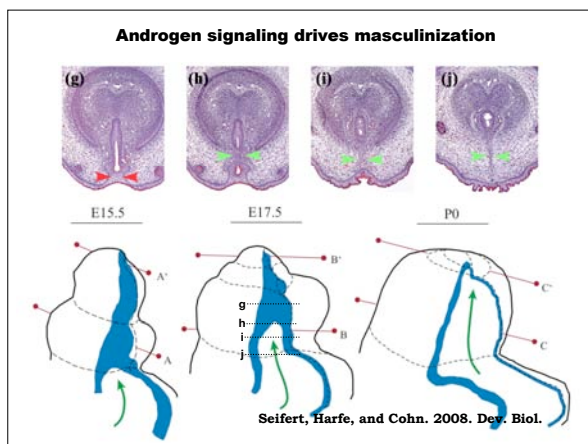 Androgen signaling drives masculinization
(g) (h) (i) (j)
E15.5 E17.5 P0
A' B' C'
g
h
i B
j
A C
Seifert, Harfe, and Cohn. 2008. Dev. Biol.